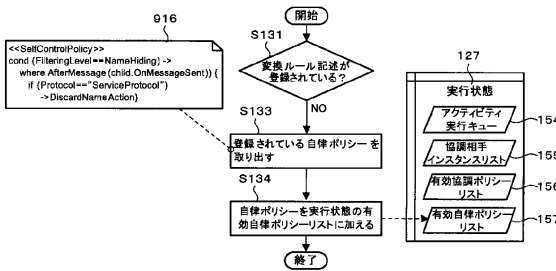 916
<<SelfControlPolicy>>
cond (FilteringLevel==NameHiding) ->
where AfterMessage(child.OnMessageSent)) {
if (Protocol=="ServiceProtocol")
->DiscardNameAction}
開始
S131
変換ルール記述が
登録されている？
NO
S133
登録されている自律ポリシーを
取り出す
S134
自律ポリシーを実行状態の有
効自律ポリシーリストに加える
終了
127
実行状態
アクティビティ
実行キュー
154
協調相手
インスタンスリスト
155
有効協調ポリシー
リスト
156
有効自律ポリシー
リスト
157